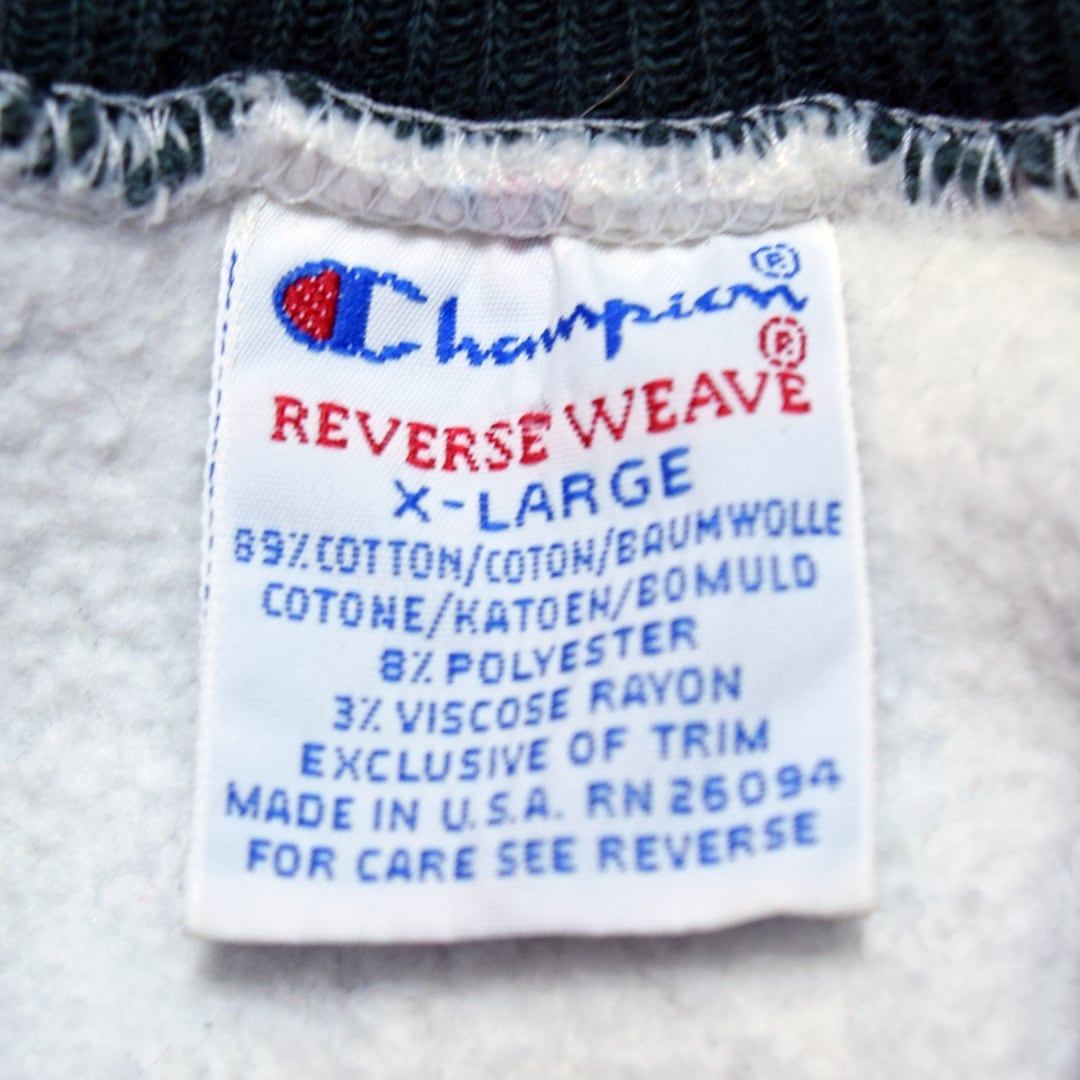 Champion®
REVERSE WEAVE®
X-LARGE
89% COTTON/COTON/BAUMWOLLE
COTONE/KATOEN/BOMULD
8% POLYESTER
3% VISCOSE RAYON
EXCLUSIVE OF TRIM
MADE IN U.S.A. RN 26094
FOR CARE SEE REVERSE